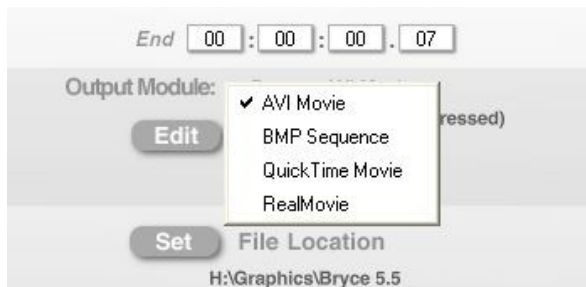 End 00 : 00 : 00 . 07
Output Module:
✔ AVI Movie
ressed)
Edit
BMP Sequence
QuickTime Movie
RealMovie
Set File Location
H:\Graphics\Bryce 5.5